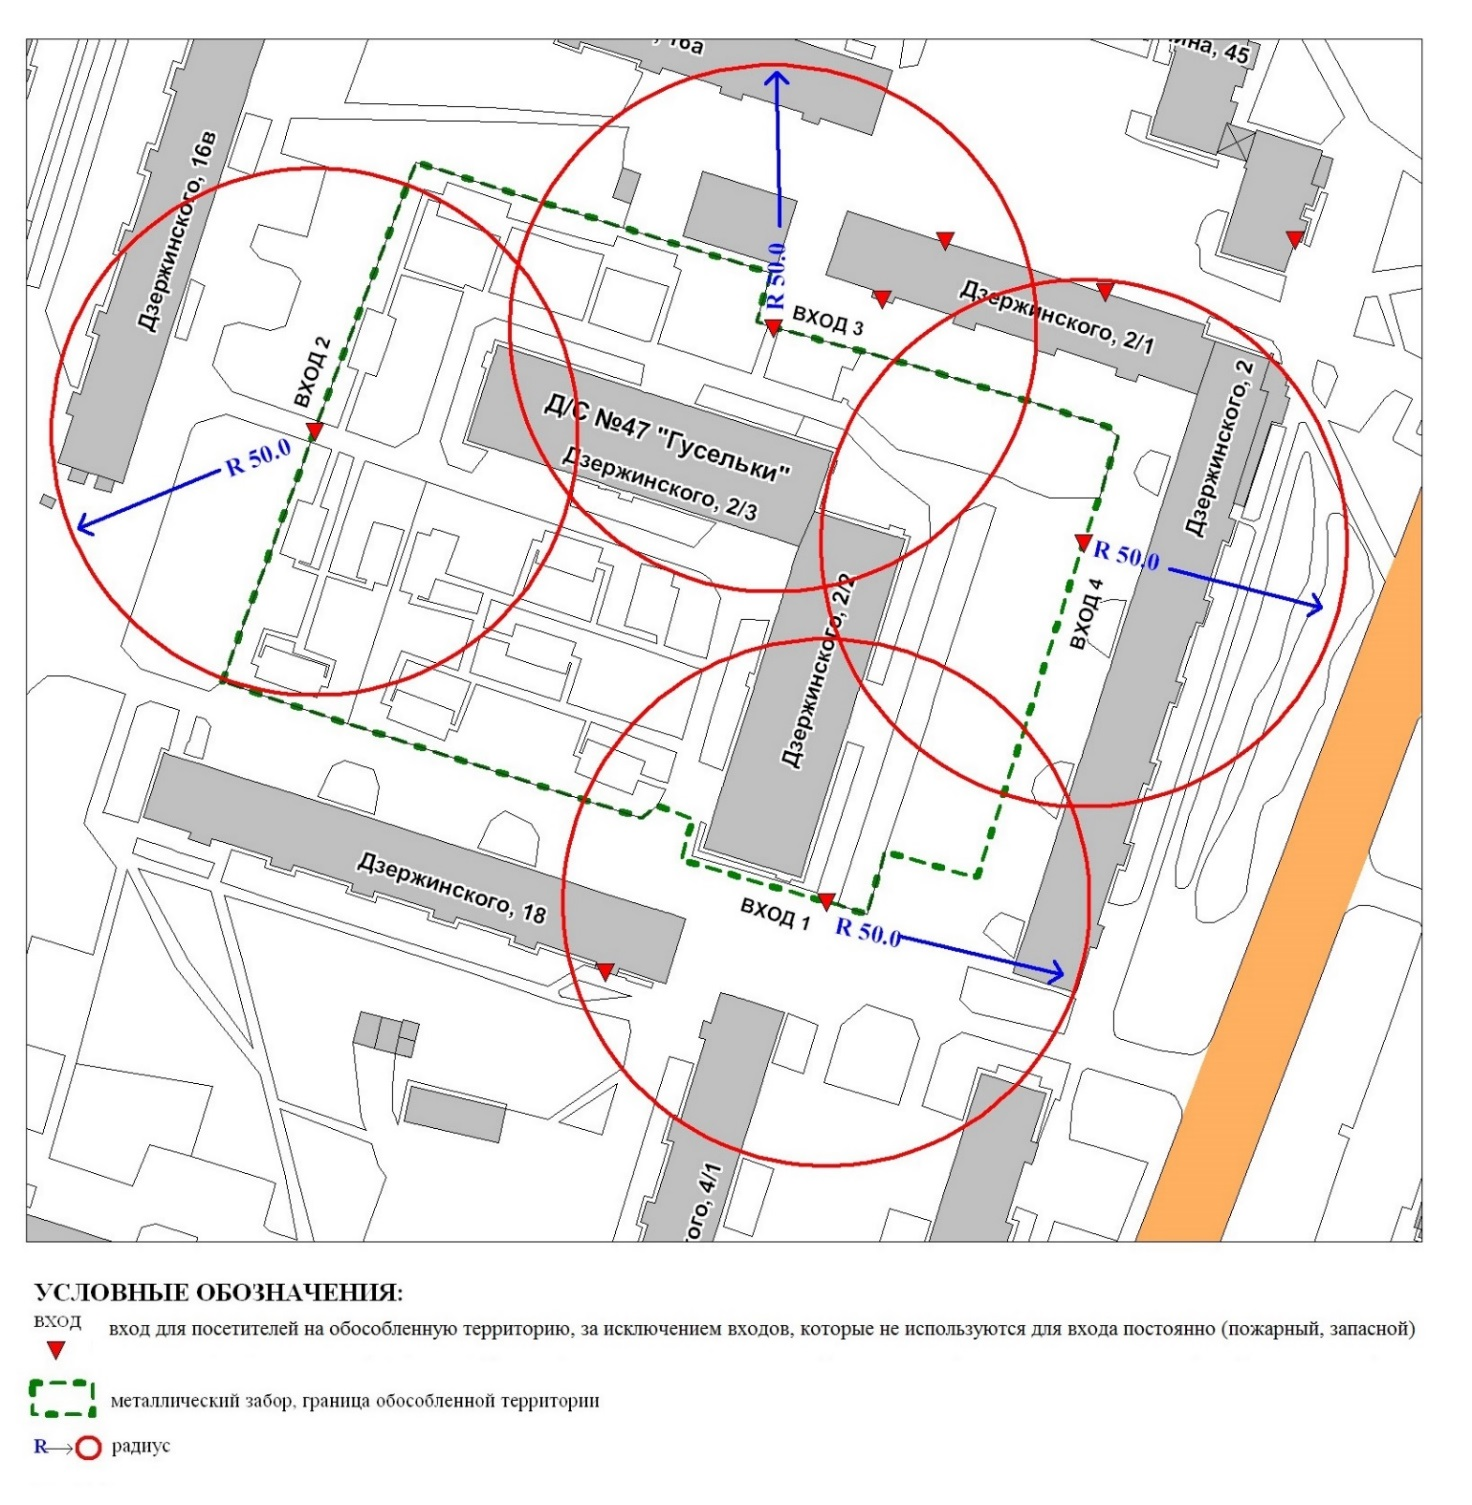 , 16а
ина, 45
Дзержинского, 16в
R 50.0
ВХОД 3
Дзержинского, 2/1
ВХОД 2
Дзержинского, 2
Д/С №47 "Гусельки"
Дзержинского, 2/3
R 50.0
R 50.0
ВХОД 4
Дзержинского, 2/2
Дзержинского, 18
ВХОД 1
R 50.0
ого, 4/1
УСЛОВНЫЕ ОБОЗНАЧЕНИЯ:
ВХОД
вход для посетителей на обособленную территорию, за исключением входов, которые не используются для входа постоянно (пожарный, запасной)
металлический забор, граница обособленной территории
R
радиус